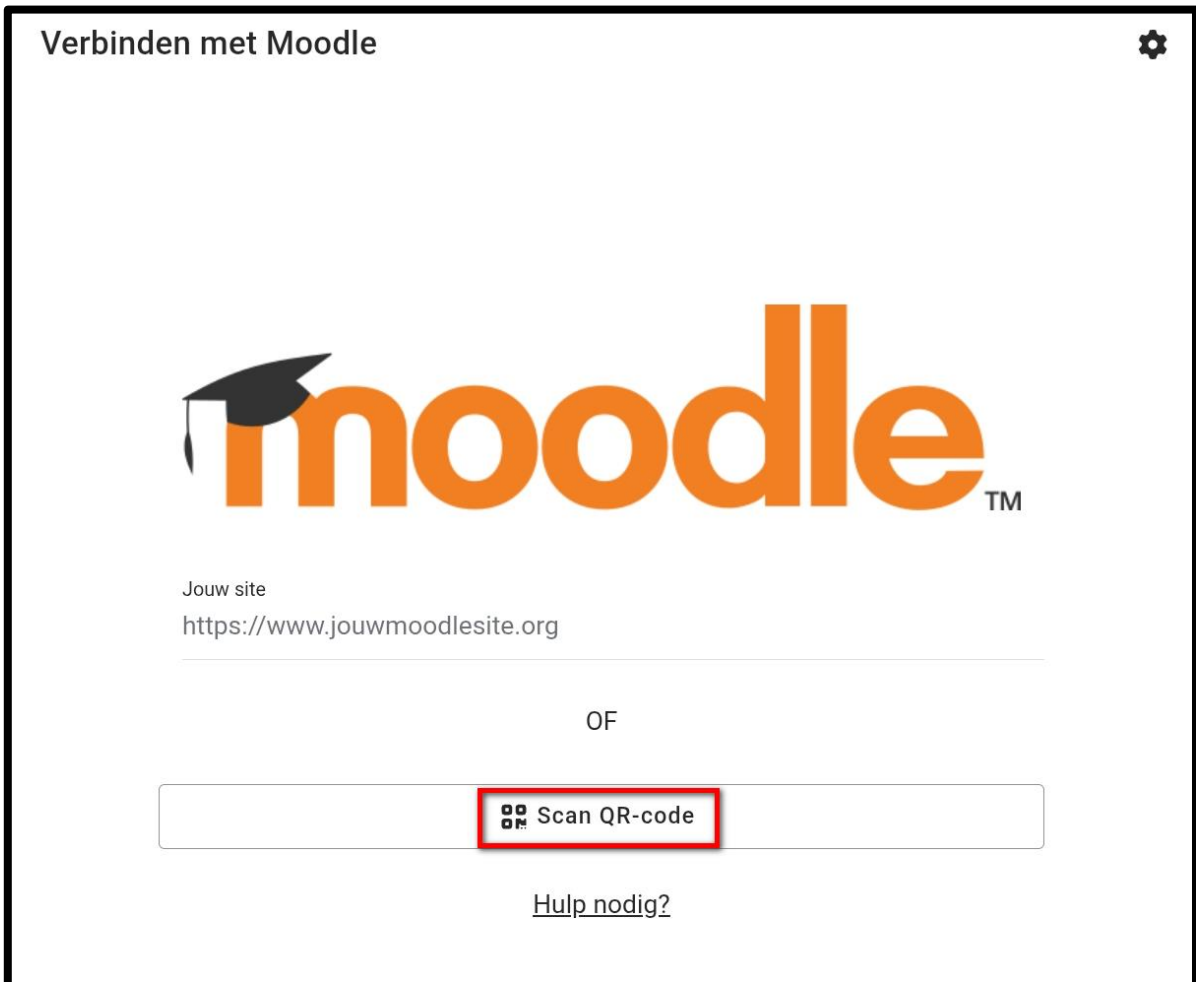 Verbinden met Moodle
moodle
TM
Jouw site
https://www.jouwmoodlesite.org
OF
Scan QR-code
Hulp nodig?